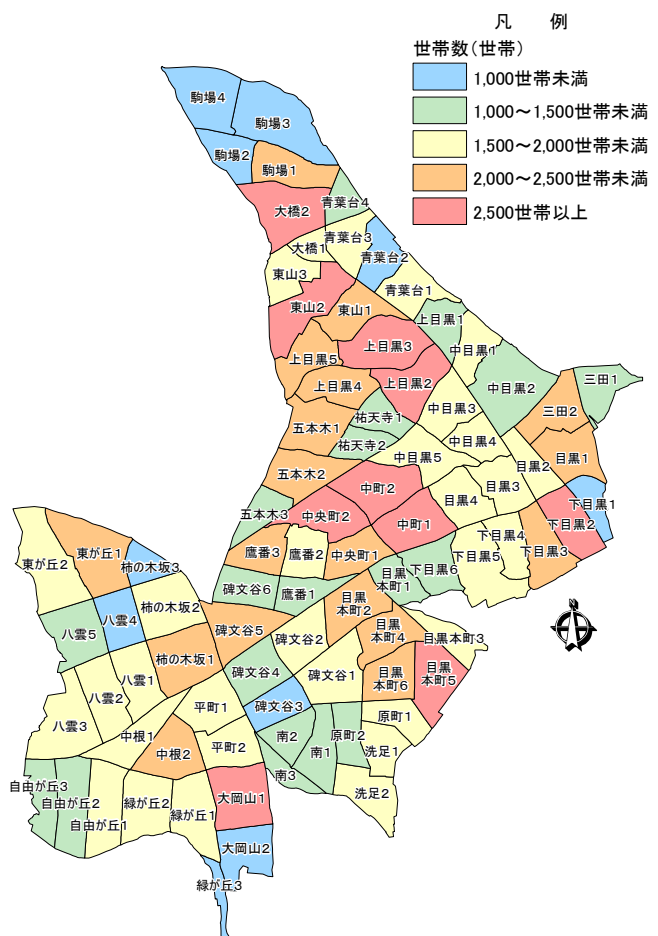 凡　例
世帯数(世帯)
1,000世帯未満
1,000～1,500世帯未満
1,500～2,000世帯未満
2,000～2,500世帯未満
2,500世帯以上
駒場4
駒場3
駒場2
駒場1
大橋2
青葉台4
青葉台3
大橋1
青葉台2
東山3
青葉台1
東山2
東山1
上目黒1
上目黒3
中目黒1
上目黒5
上目黒4
上目黒2
中目黒2
三田1
中目黒3
三田2
祐天寺1
五本木1
祐天寺2
中目黒4
中目黒5
目黒2
目黒1
五本木2
中町2
目黒3
目黒4
下目黒1
五本木3
中央町2
中町1
下目黒2
下目黒4
下目黒3
東が丘1
東が丘2
柿の木坂3
鷹番3
鷹番2
中央町1
下目黒5
下目黒6
碑文谷6
鷹番1
目黒
本町1
柿の木坂2
目黒
本町2
八雲4
八雲5
碑文谷5
碑文谷2
目黒
本町4
目黒本町3
柿の木坂1
碑文谷4
碑文谷1
目黒
本町6
目黒
本町5
八雲1
八雲2
八雲3
平町1
碑文谷3
原町1
中根1
中根2
平町2
南2
南1
原町2
洗足1
南3
自由が丘3
自由が丘2
自由が丘1
緑が丘2
緑が丘1
大岡山1
洗足2
大岡山2
緑が丘3